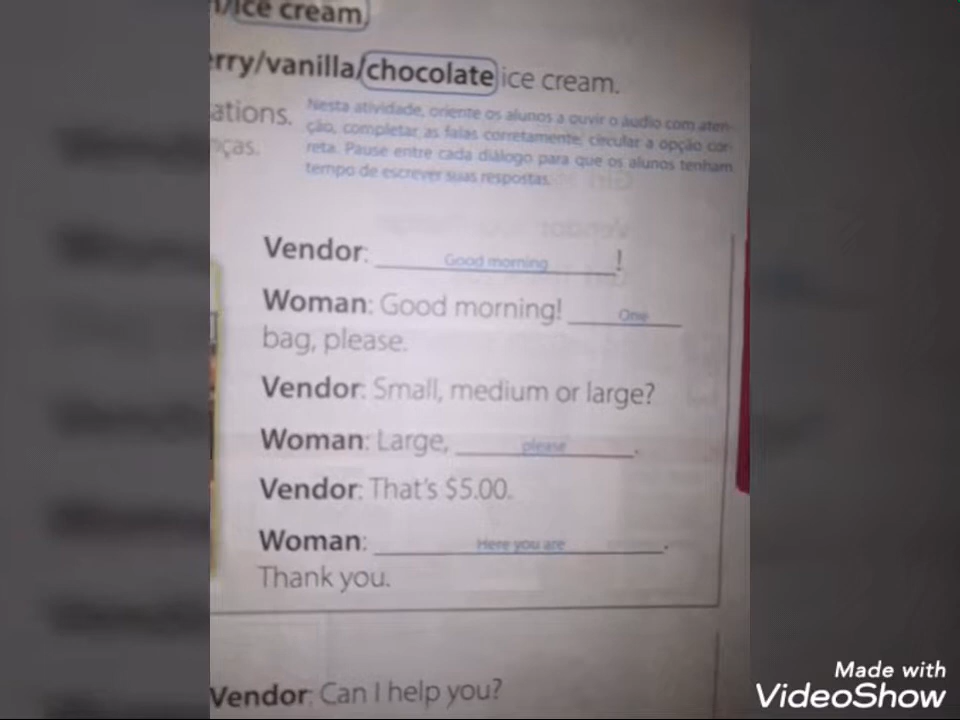 /ice cream
rry/vanilla/chocolate ice cream.
ations.
nças.
Nesta atividade, oriente os alunos a ouvir o áudio com aten-
ção, completar as falas corretamente, circular a opção cor-
reta. Pause entre cada diálogo para que os alunos tenham
tempo de escrever suas respostas.
Vendor: Good morning!
Woman: Good morning! One
bag, please.
Vendor: Small, medium or large?
Woman: Large, please.
Vendor: That's $5.00.
Woman: Here you are.
Thank you.
Vendor: Can I help you?
Made with
VideoShow